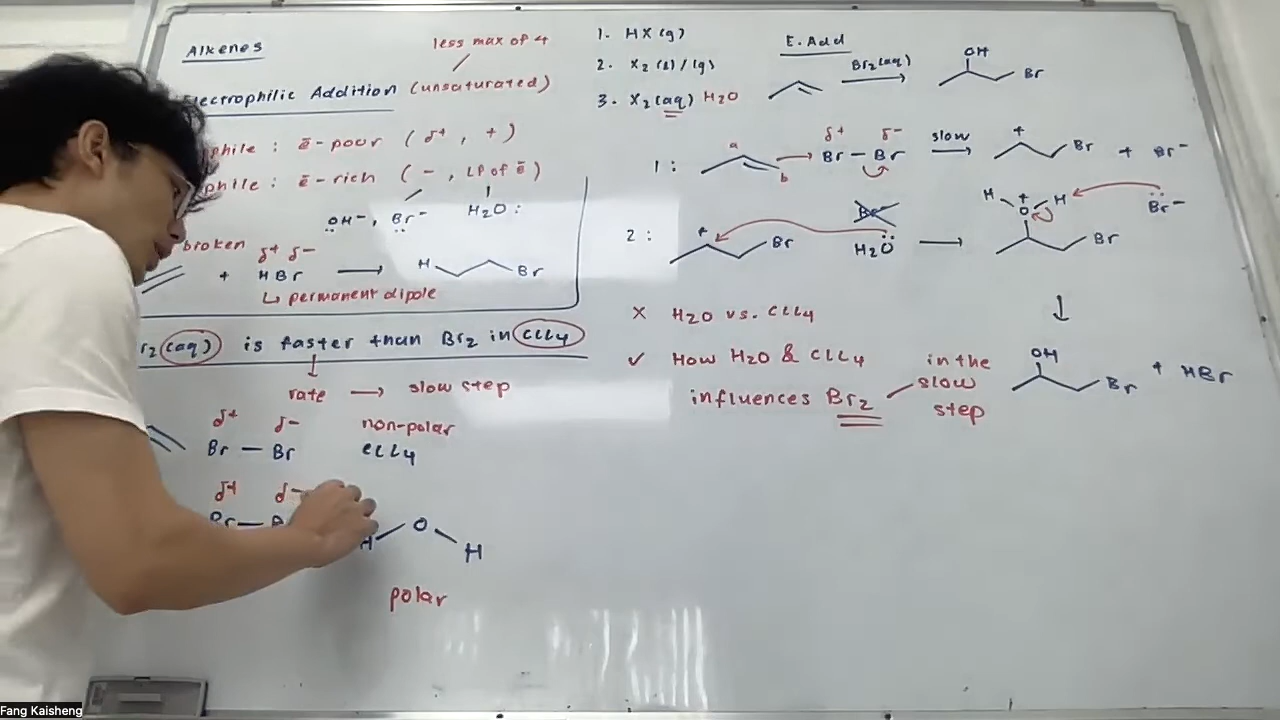 Alkenes
less max of 4
Electrophilic Addition (unsaturated)
phile : ē-poor ( δ+ , + )
phile : ē-rich ( - , LP of ē )
OH-, Br-
H2O :
broken
δ+ δ-
+ HBr → H Br
↳ permanent dipole
r2 (aq) is faster than Br2 in CCl4
rate → slow step
δ+ δ-
Br - Br
non-polar
CCl4
δ+ δ-
Br - B
H O H
polar
1. HX (g)
2. X2 (l) / (g)
3. X2 (aq) H2O
E. Add
Br2 (aq)
OH
Br
1 :
a
b
δ+ δ-
Br - Br
slow
+
Br
+ Br-
2 :
+
Br
Br-
H2O
H + H
O
Br
Br-
↓
OH
Br
+ HBr
× H2O vs. CCl4
✓ How H2O & CCl4
influences Br2
in the
slow
step
Fang Kaisheng